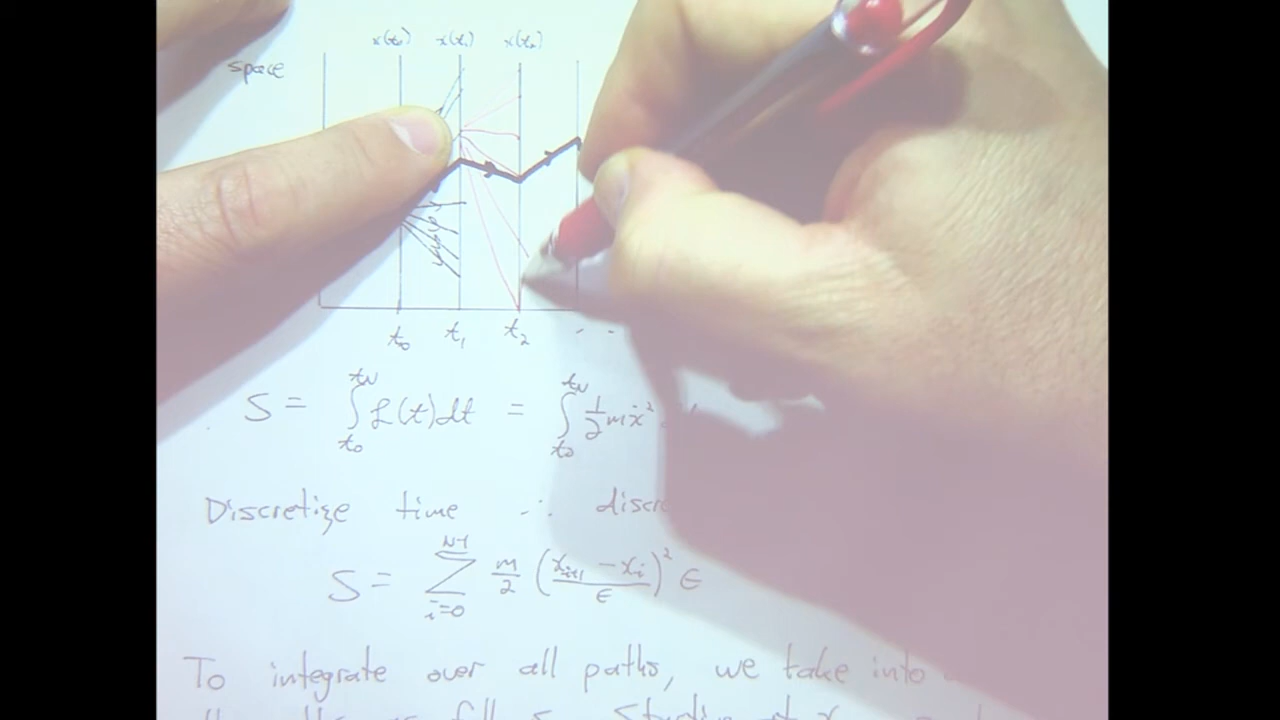 x(t₀) x(t₁) x(t₂)
space
t₀ t₁ t₂ . . .
S = ∫_{t₀}^{t_N} ℒ(t)dt = ∫_{t₀}^{t_N} ½mẋ²
Discretize time ∴
S = Σ_{i=0}^{N-1} m/2 ((x_{i+1} - x_i)/ε)² ε
To integrate over all paths, we take into